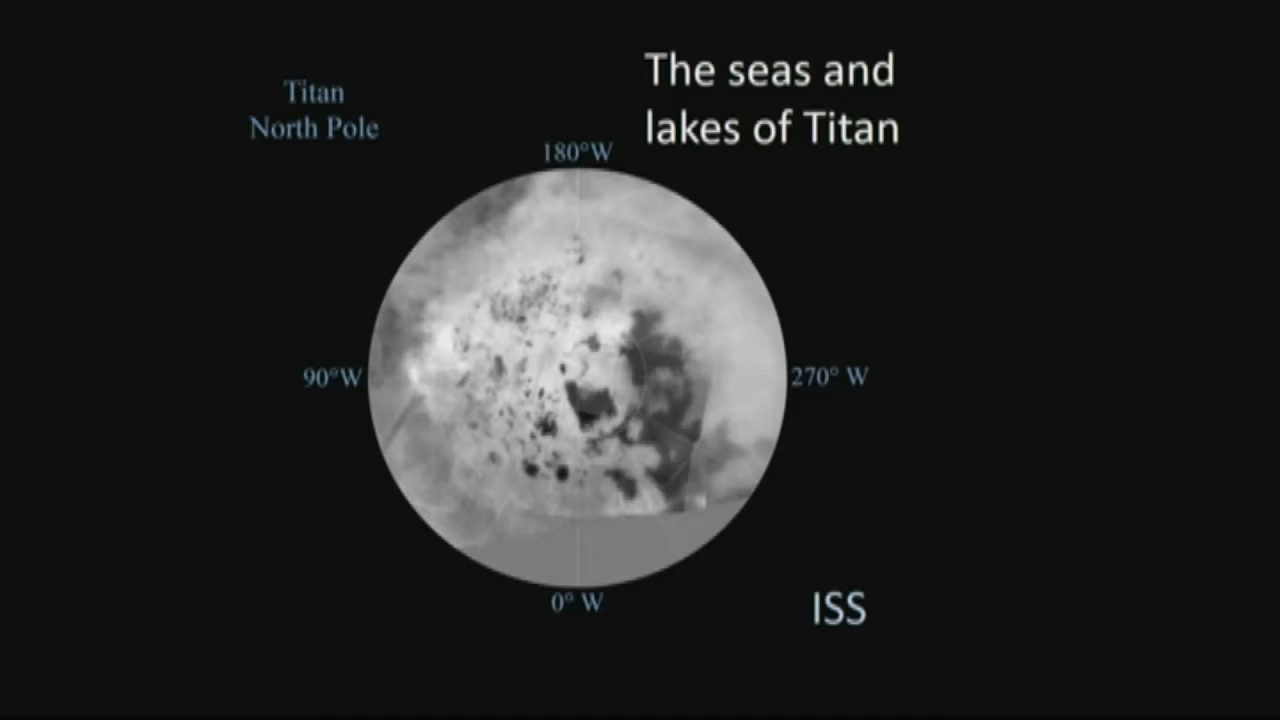 Titan
North Pole
The seas and
lakes of Titan
180°W
90°W
270° W
0° W
ISS